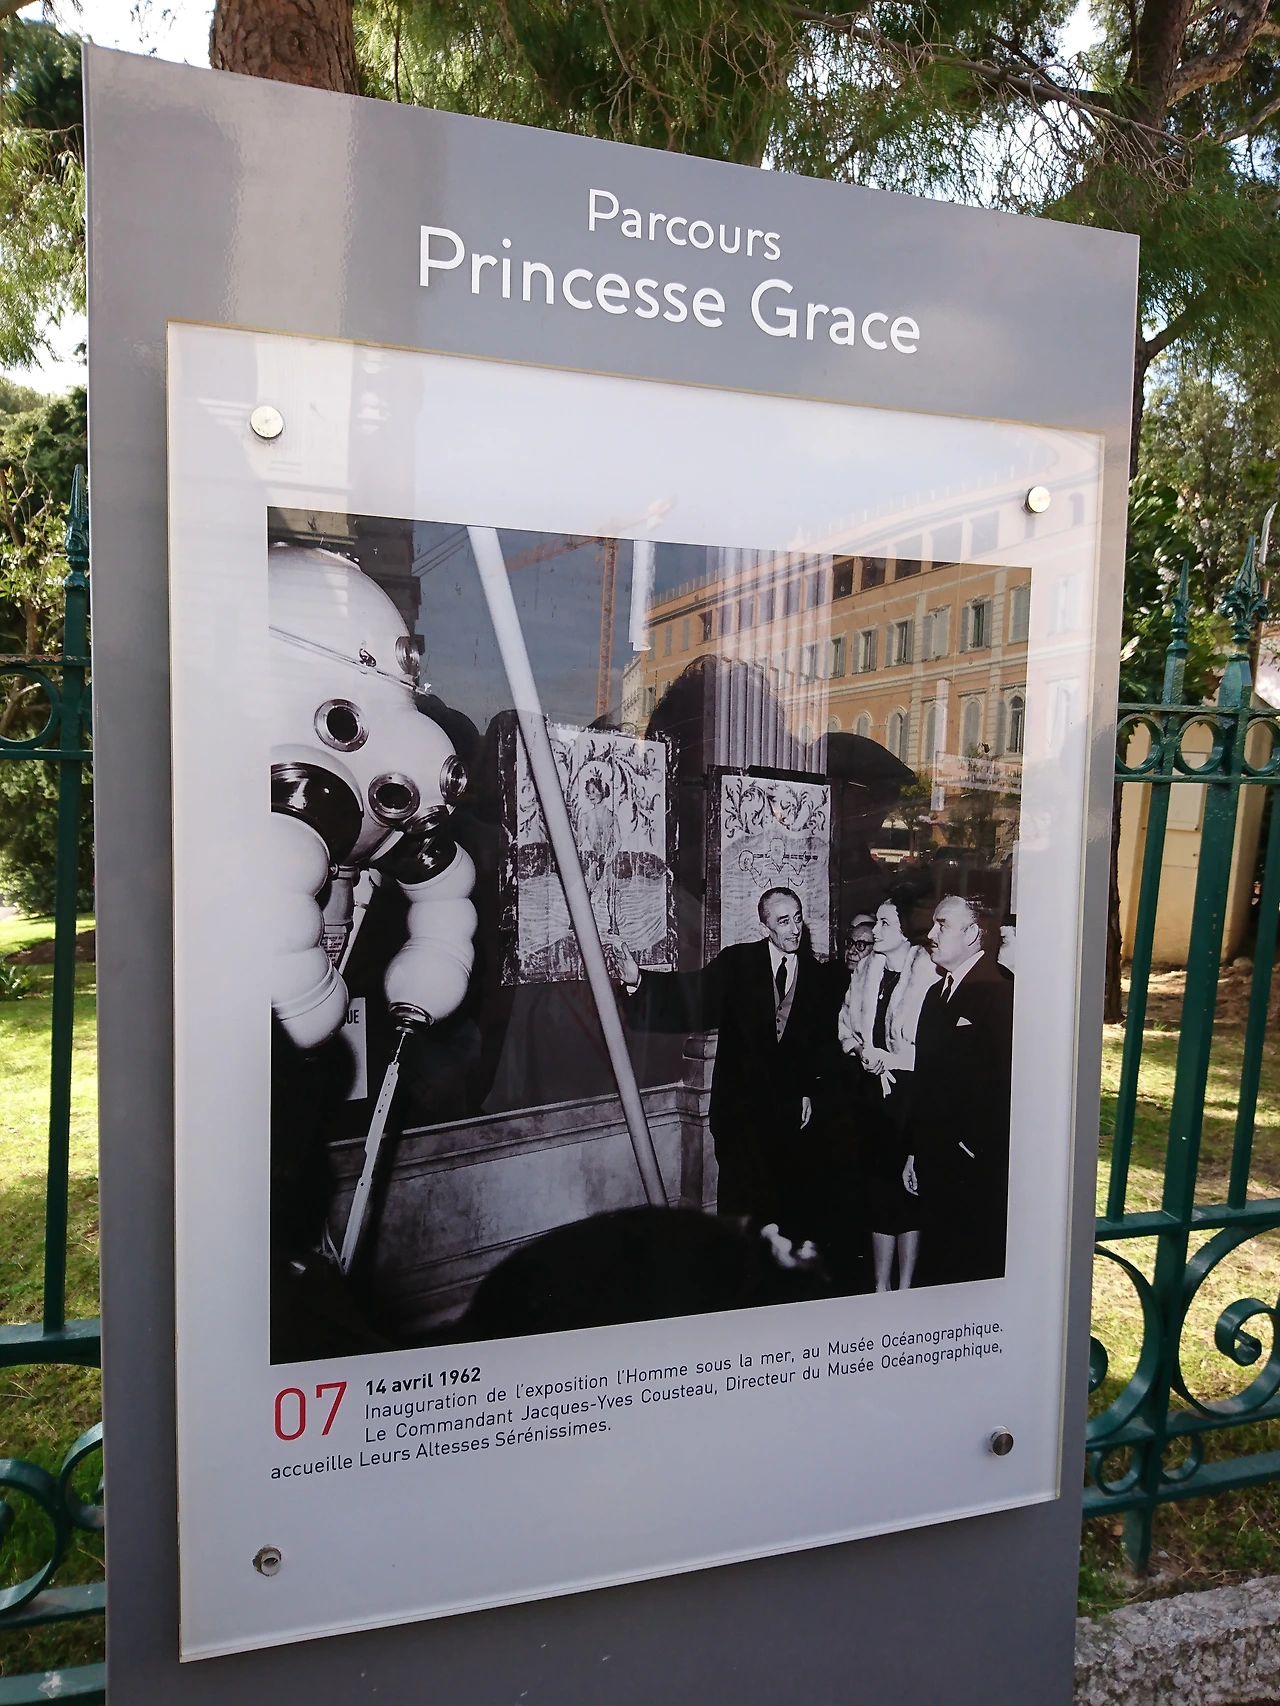 Parcours
Princesse Grace
UE
07
14 avril 1962
Inauguration de l'exposition l'Homme sous la mer, au Musée Océanographique.
Le Commandant Jacques-Yves Cousteau, Directeur du Musée Océanographique,
accueille Leurs Altesses Sérénissimes.